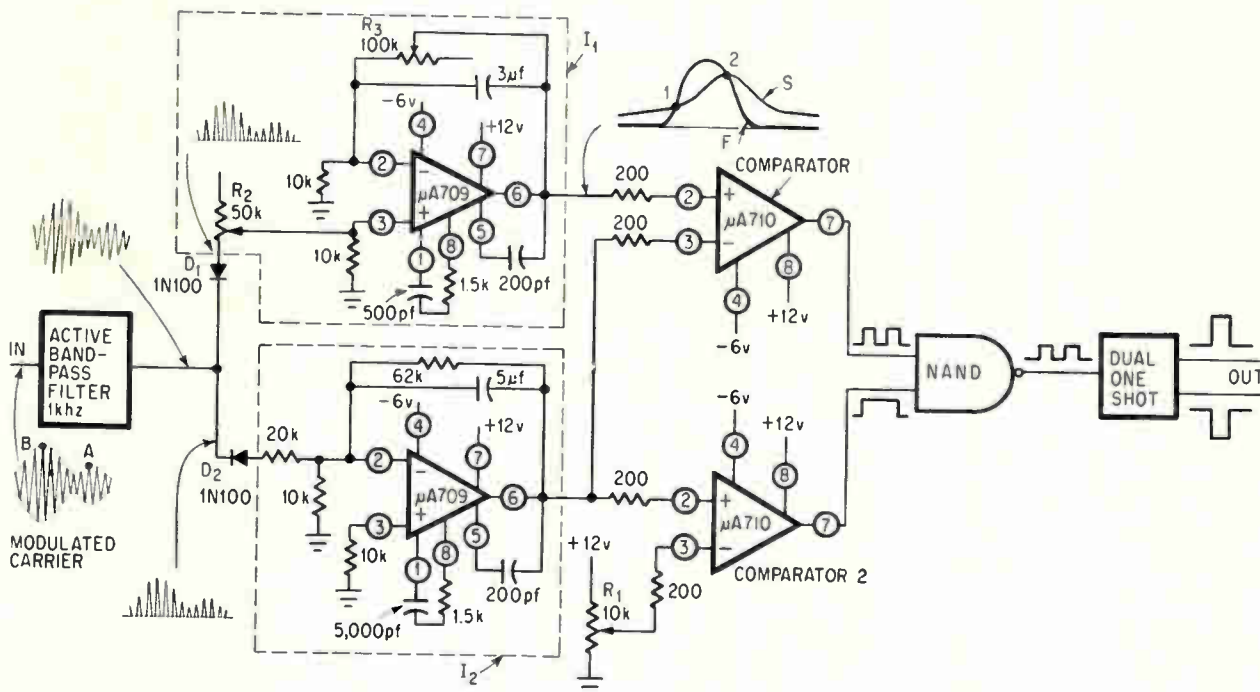 R3
100k
I1
3µf
-6v
4
+12v
7
2
−
µA709
+
6
10k
3
5
8
1
10k
1.5k
200pf
500pf
R2
50k
D1
1N100
IN
ACTIVE
BAND-
PASS
FILTER
1khz
B
A
MODULATED
CARRIER
D2
1N100
20k
10k
62k
5µf
-6v
4
+12v
7
2
−
µA709
+
6
3
5
8
1
10k
1.5k
200pf
5,000pf
I2
1
2
S
F
COMPARATOR
200
2
+
µA710
7
200
3
−
8
4
+12v
-6v
-6v
+12v
4
8
200
2
+
µA710
7
3
−
200
COMPARATOR 2
+12v
R1
10k
NAND
DUAL
ONE
SHOT
OUT